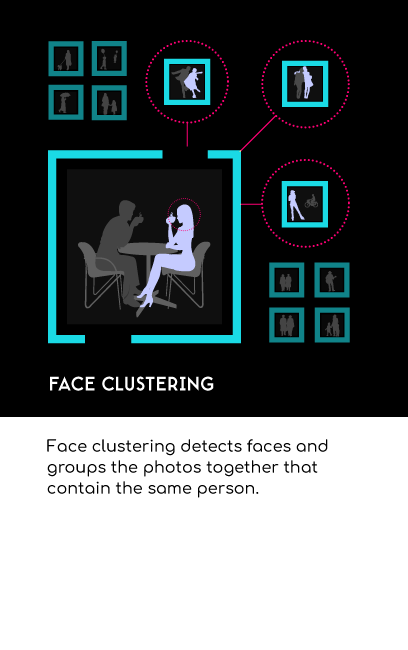 FACE CLUSTERING
Face clustering detects faces and
groups the photos together that
contain the same person.